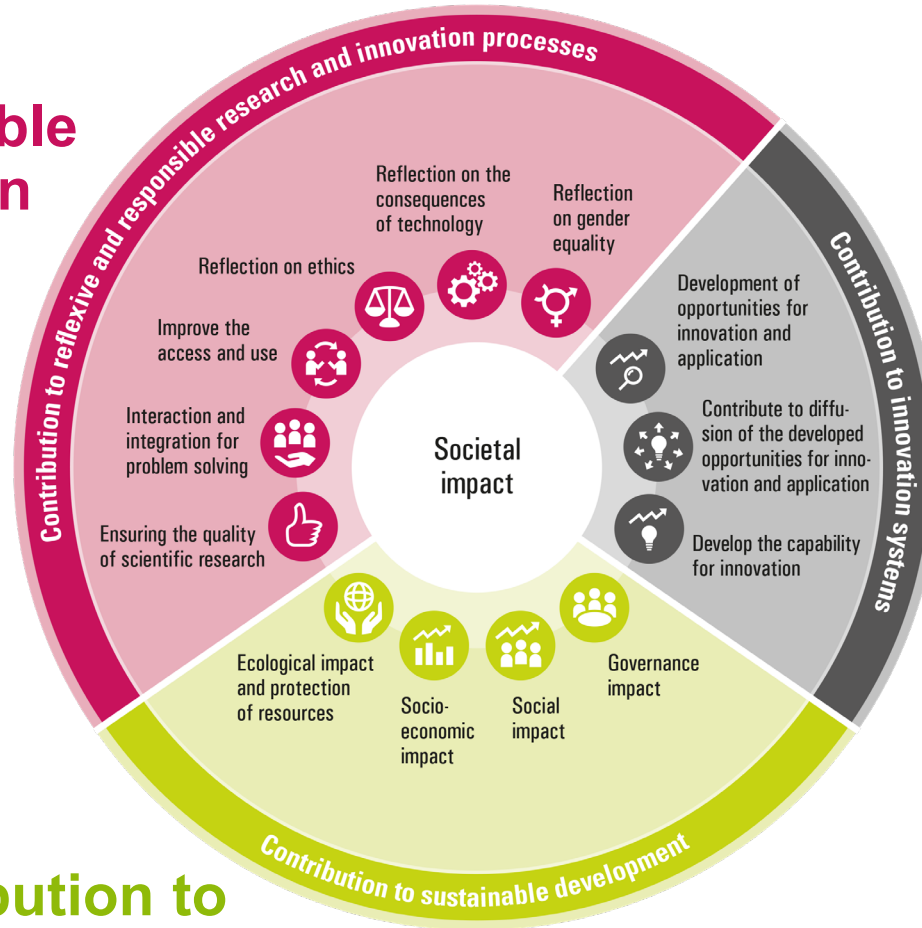 Contribution to reflexive and responsible research and innovation processes
ble
n
Reflection on the
consequences
of technology
Reflection
on gender
equality
Reflection on ethics
Improve the
access and use
Interaction and
integration for
problem solving
Ensuring the quality
of scientific research
Societal
impact
Contribution to innovation systems
Development of
opportunities for
innovation and
application
Contribute to diffu-
sion of the developed
opportunities for inno-
vation and application
Develop the capability
for innovation
Ecological impact
and protection
of resources
Socio-
economic
impact
Social
impact
Governance
impact
Contribution to sustainable development
bution to